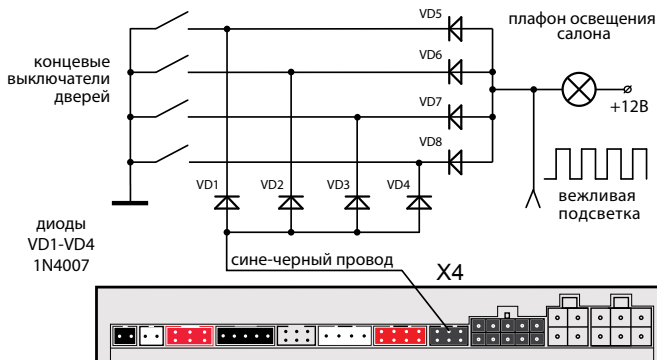 VD5
плафон освещения
салона
VD6
концевые
выключатели
дверей
+12В
VD7
VD8
VD1
VD2
VD3
VD4
вежливая
подсветка
диоды
VD1-VD4
1N4007
сине-черный провод
X4